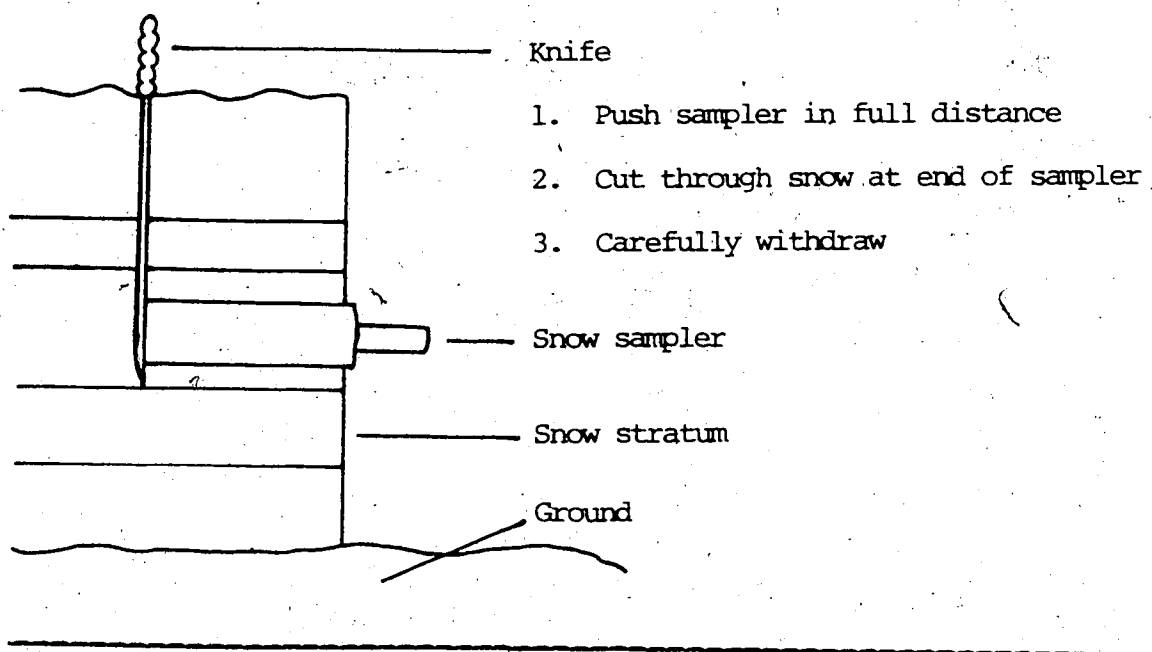 Knife
1. Push sampler in full distance
2. Cut through snow at end of sampler
3. Carefully withdraw
Snow sampler
Snow stratum
Ground